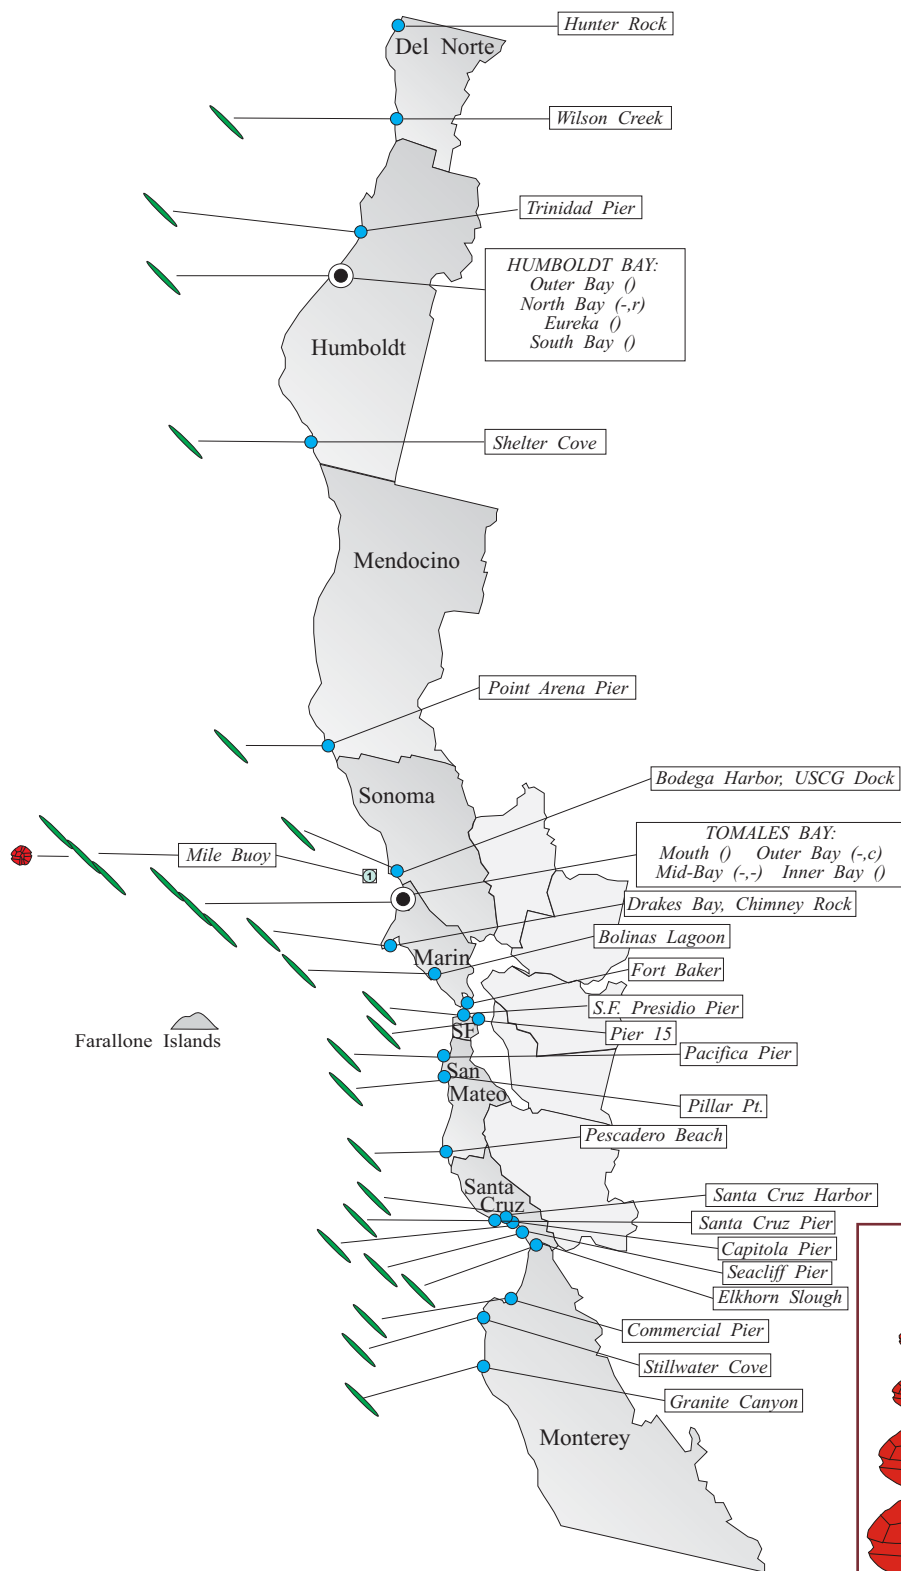 Hunter Rock
Del Norte
Wilson Creek
Trinidad Pier
HUMBOLDT BAY:
Outer Bay ()
North Bay (-,r)
Eureka ()
South Bay ()
Humboldt
Shelter Cove
Mendocino
Point Arena Pier
Bodega Harbor, USCG Dock
Sonoma
TOMALES BAY:
Mouth () Outer Bay (-,c)
Mid-Bay (-,-) Inner Bay ()
Mile Buoy
1
Drakes Bay, Chimney Rock
Bolinas Lagoon
Marin
Fort Baker
S.F. Presidio Pier
SF
Pier 15
Farallone Islands
Pacifica Pier
San
Mateo
Pillar Pt.
Pescadero Beach
Santa
Cruz
Santa Cruz Harbor
Santa Cruz Pier
Capitola Pier
Seacliff Pier
Elkhorn Slough
Commercial Pier
Stillwater Cove
Granite Canyon
Monterey